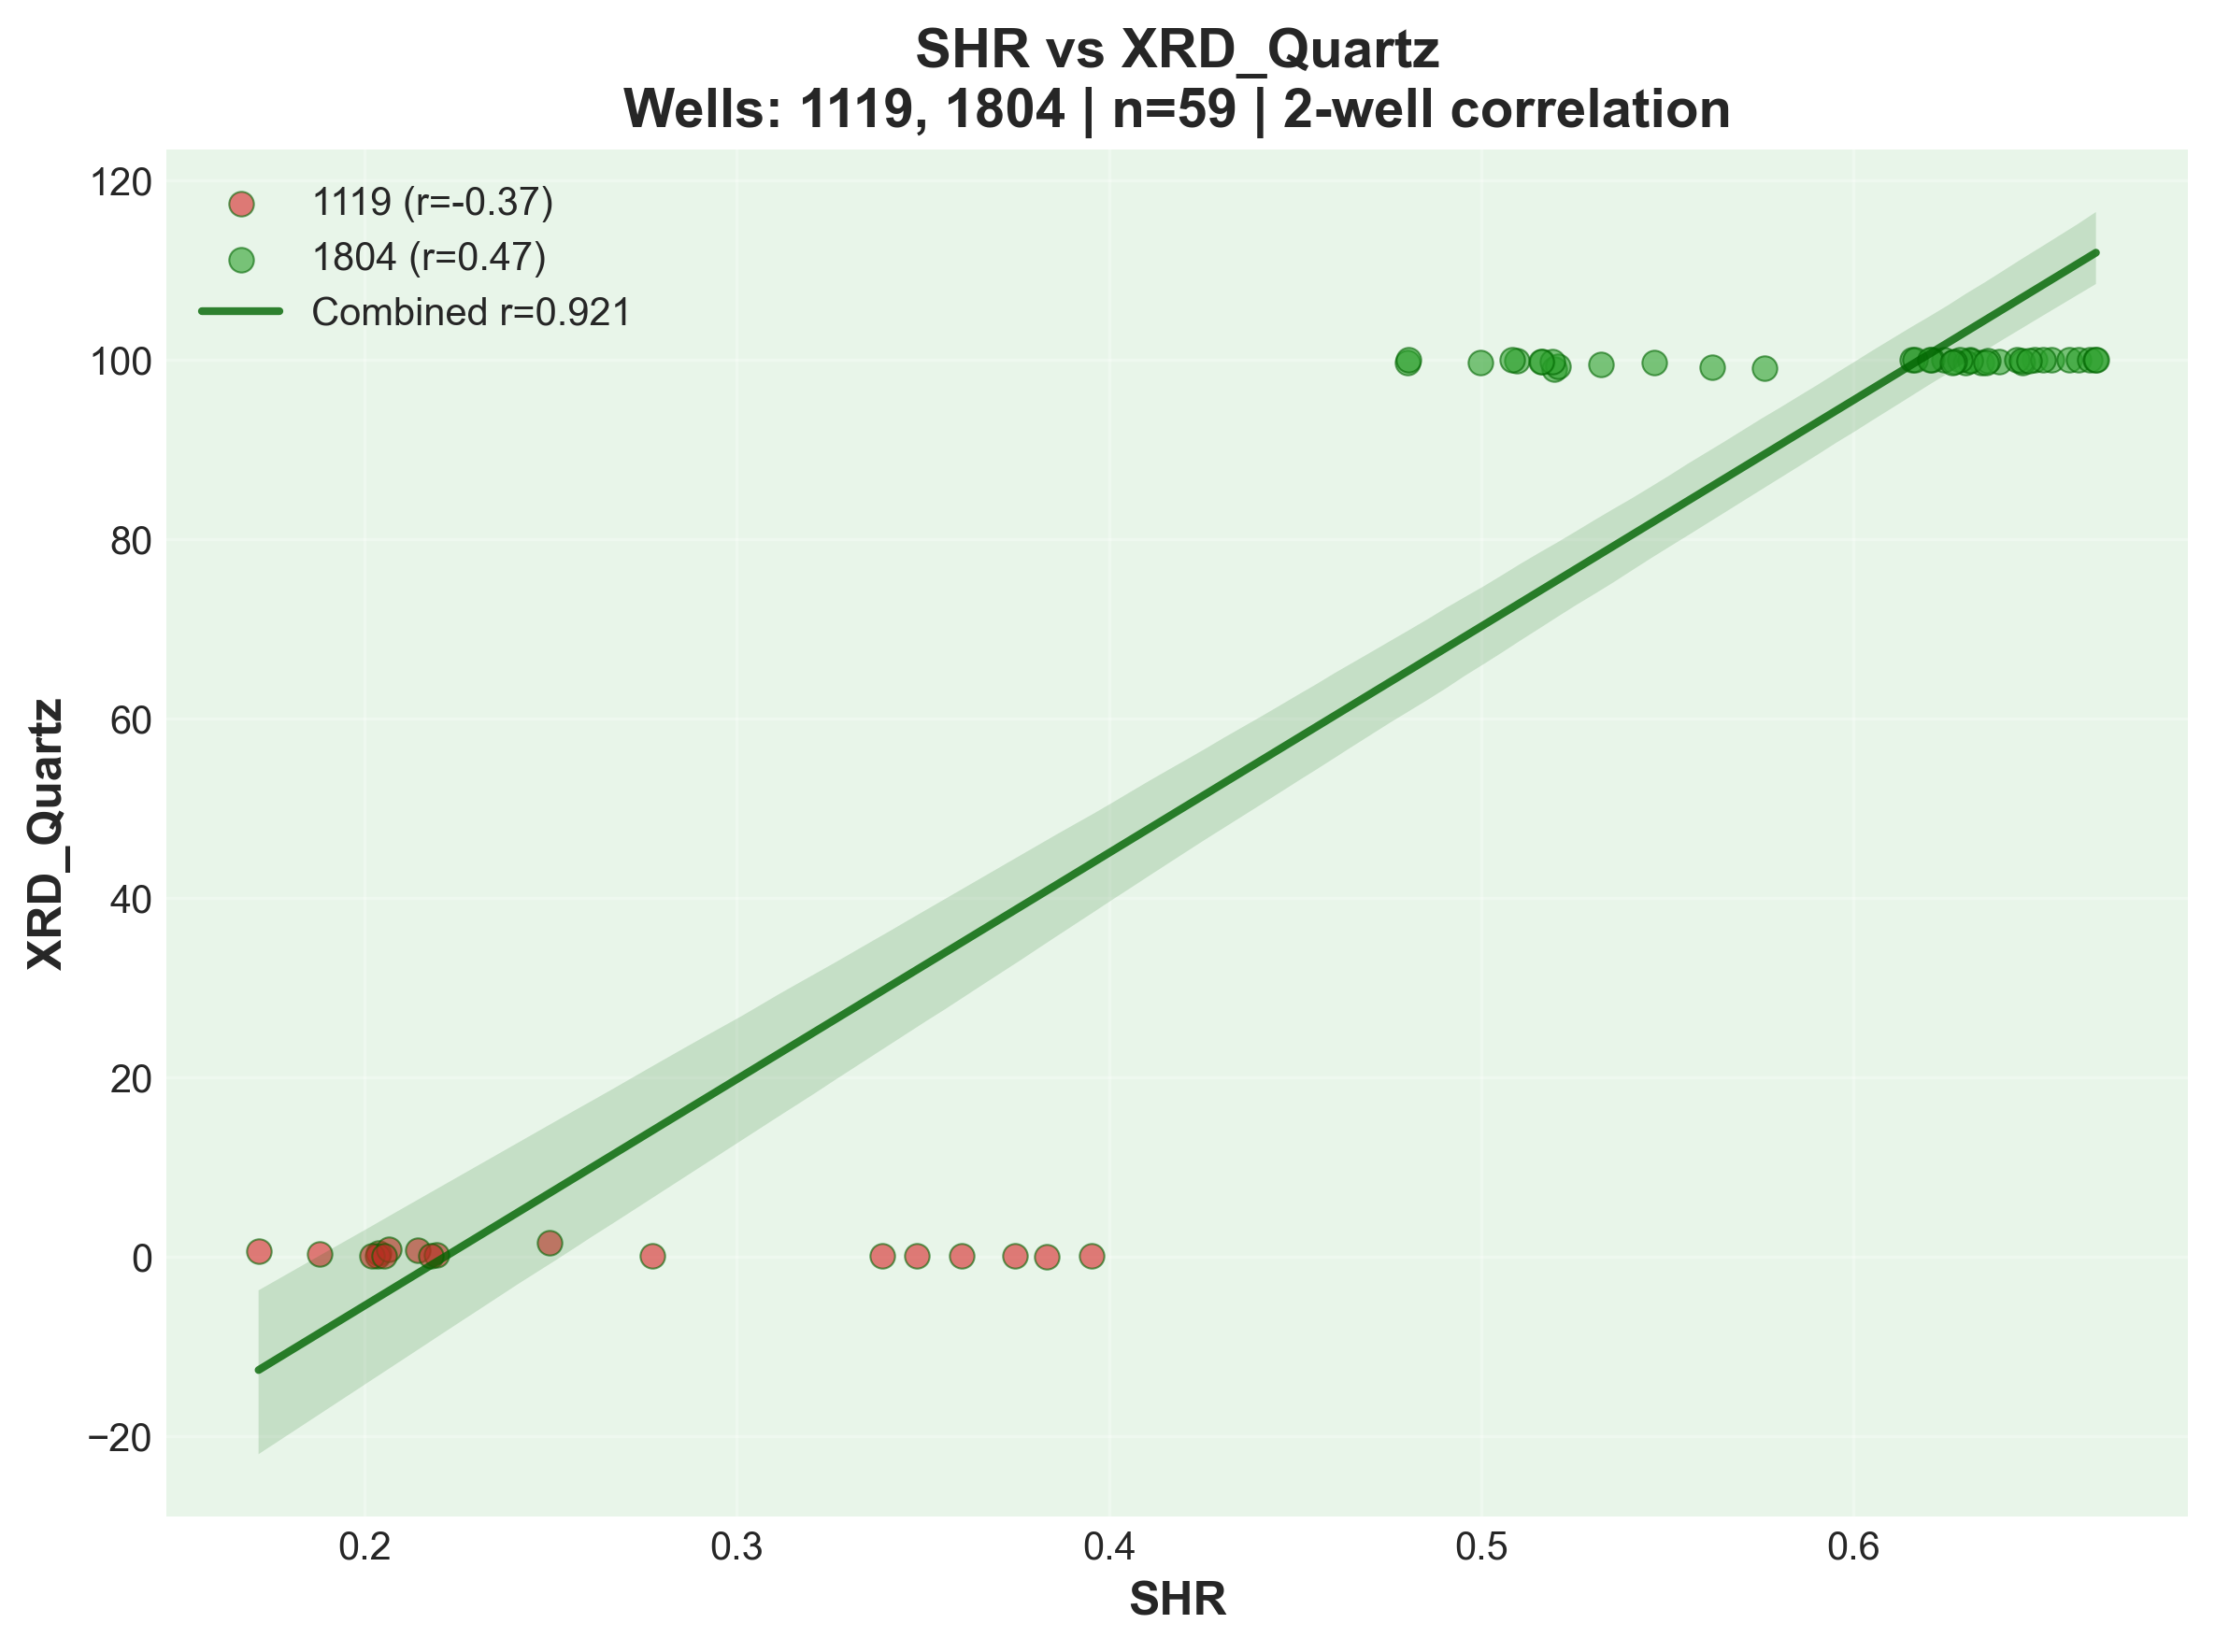 SHR vs XRD_Quartz
Wells: 1119, 1804 | n=59 | 2-well correlation
1119 (r=-0.37)
1804 (r=0.47)
Combined r=0.921
XRD_Quartz
120
100
80
60
40
20
0
−20
0.2 0.3 0.4 0.5 0.6
SHR